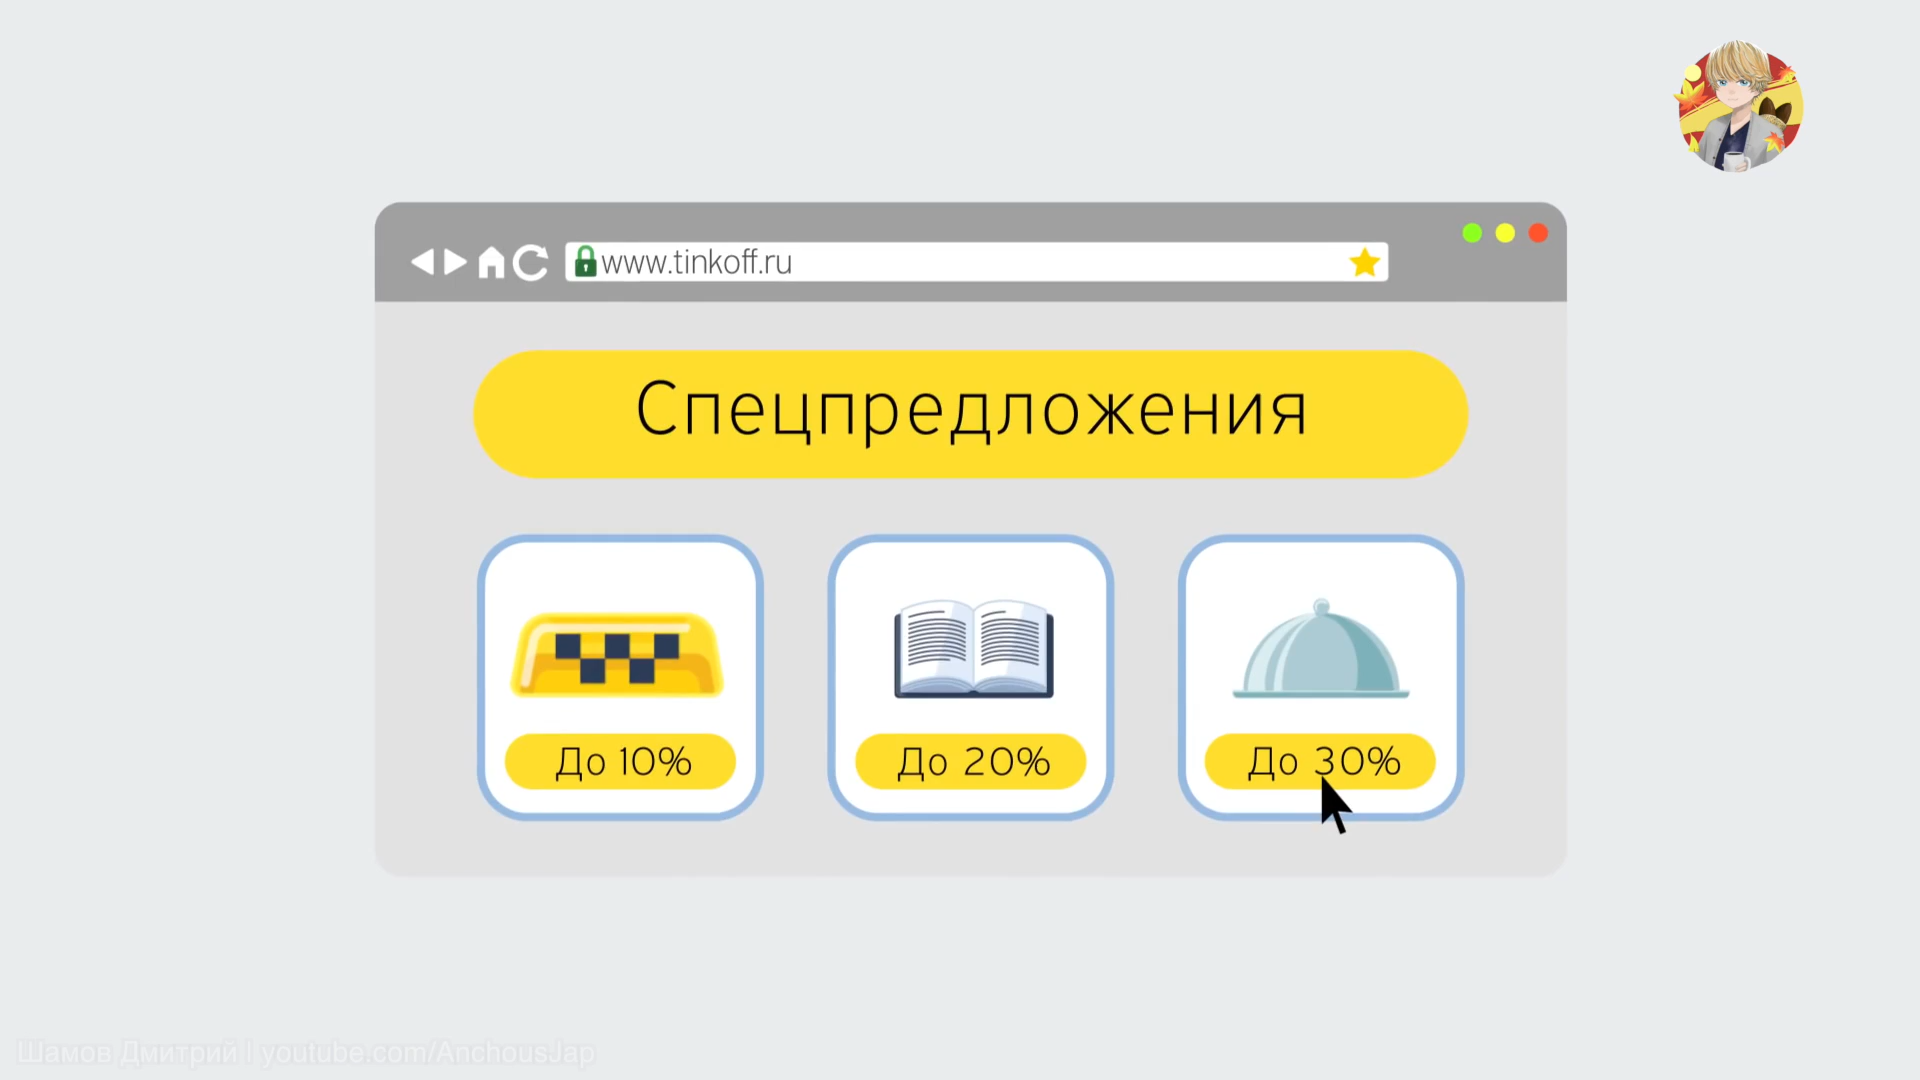 www.tinkoff.ru
Спецпредложения
До 10%
До 20%
До 30%
Шамов Дмитрий | youtube.com/AnchousJap